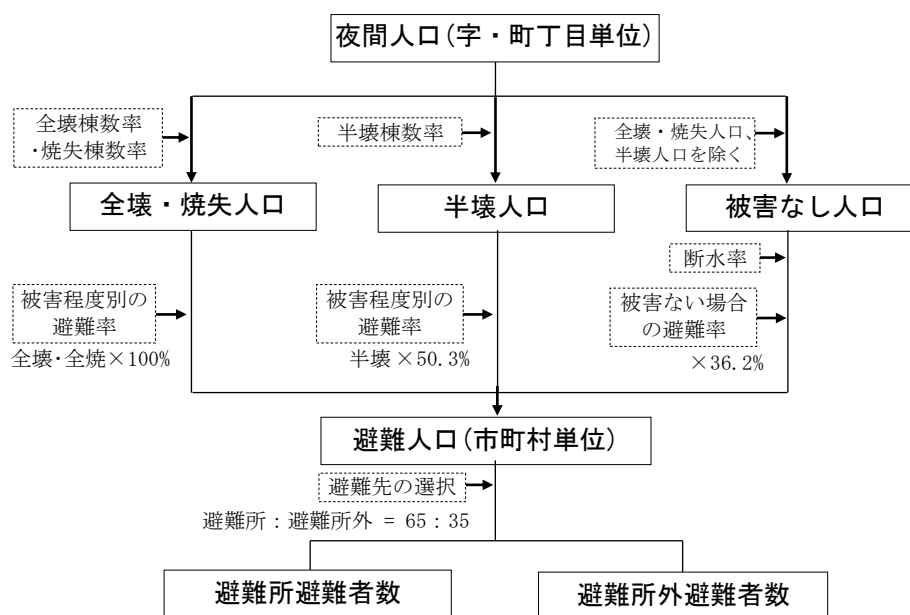 夜間人口(字・町丁目単位)
全壊棟数率
・焼失棟数率
半壊棟数率
全壊・焼失人口、
半壊人口を除く
全壊・焼失人口
半壊人口
被害なし人口
断水率
被害程度別の
避難率
被害程度別の
避難率
被害ない場合
の避難率
全壊・全焼×100%
半壊×50.3%
×36.2%
避難人口(市町村単位)
避難先の選択
避難所：避難所外 = 65：35
避難所避難者数
避難所外避難者数